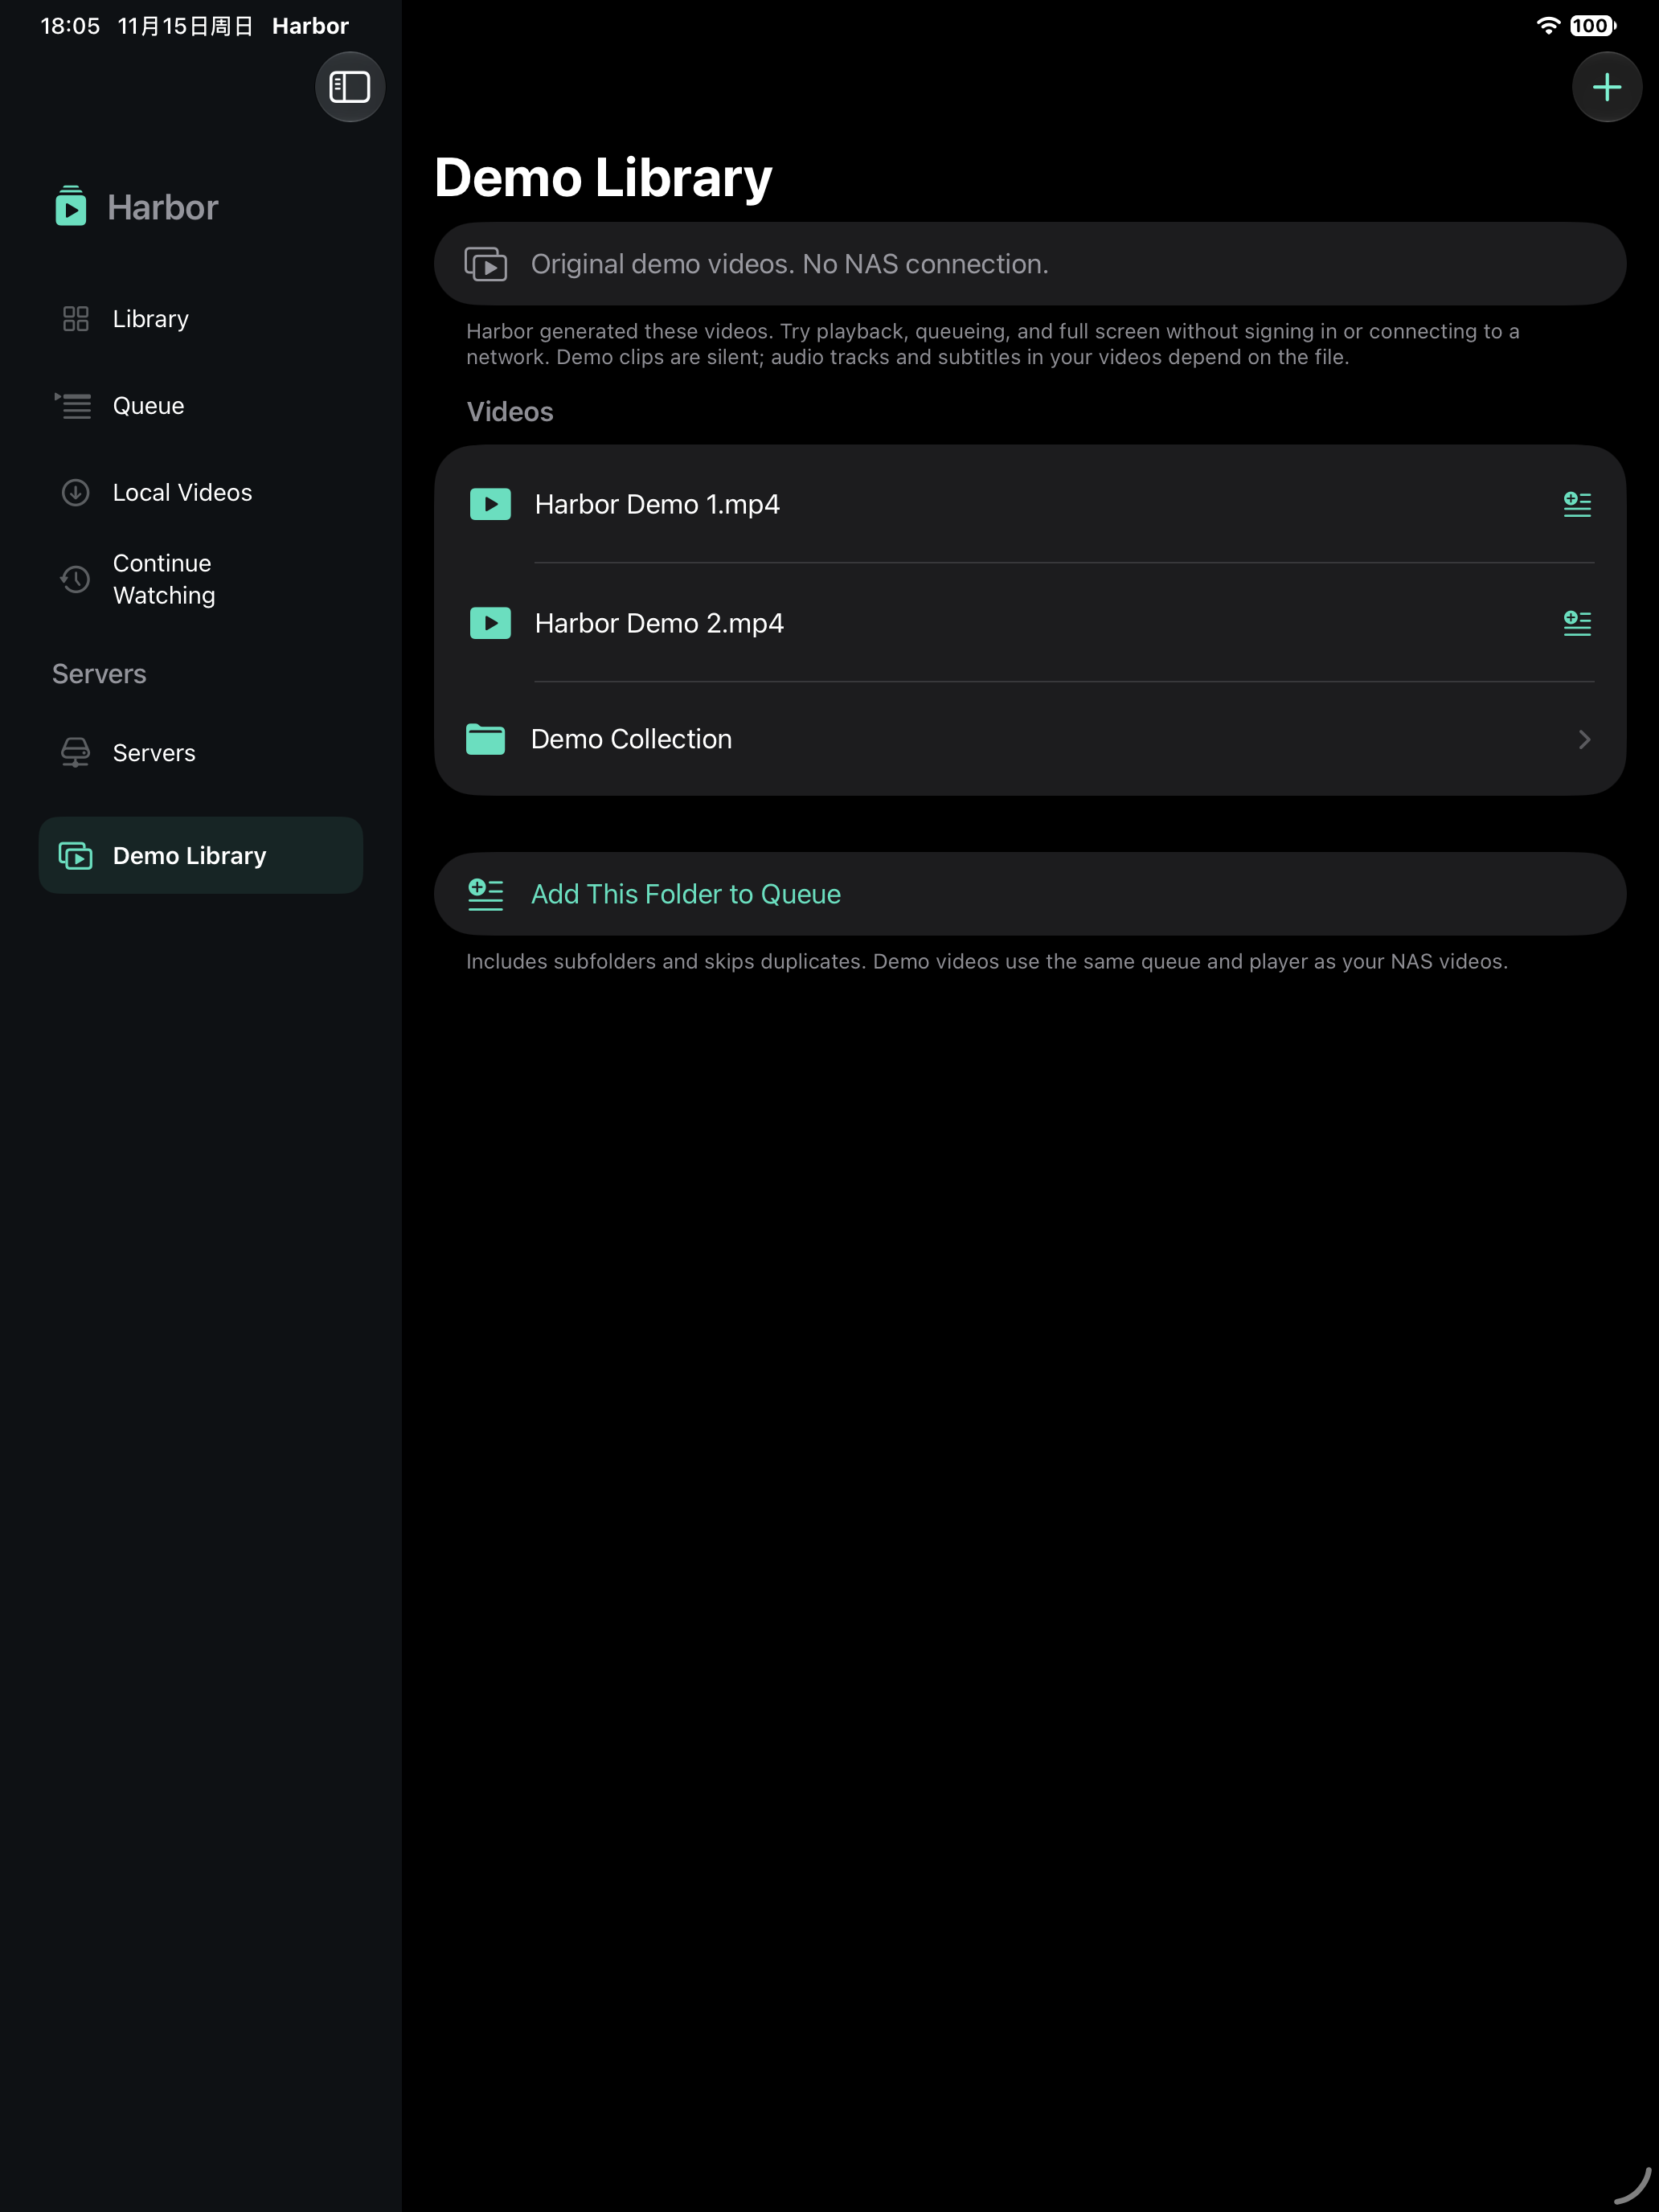 18:05 11月15日周日 Harbor
100
Harbor
Library
Queue
Local Videos
Continue
Watching
Servers
Servers
Demo Library
Demo Library
Original demo videos. No NAS connection.
Harbor generated these videos. Try playback, queueing, and full screen without signing in or connecting to a
network. Demo clips are silent; audio tracks and subtitles in your videos depend on the file.
Videos
Harbor Demo 1.mp4
Harbor Demo 2.mp4
Demo Collection
Add This Folder to Queue
Includes subfolders and skips duplicates. Demo videos use the same queue and player as your NAS videos.